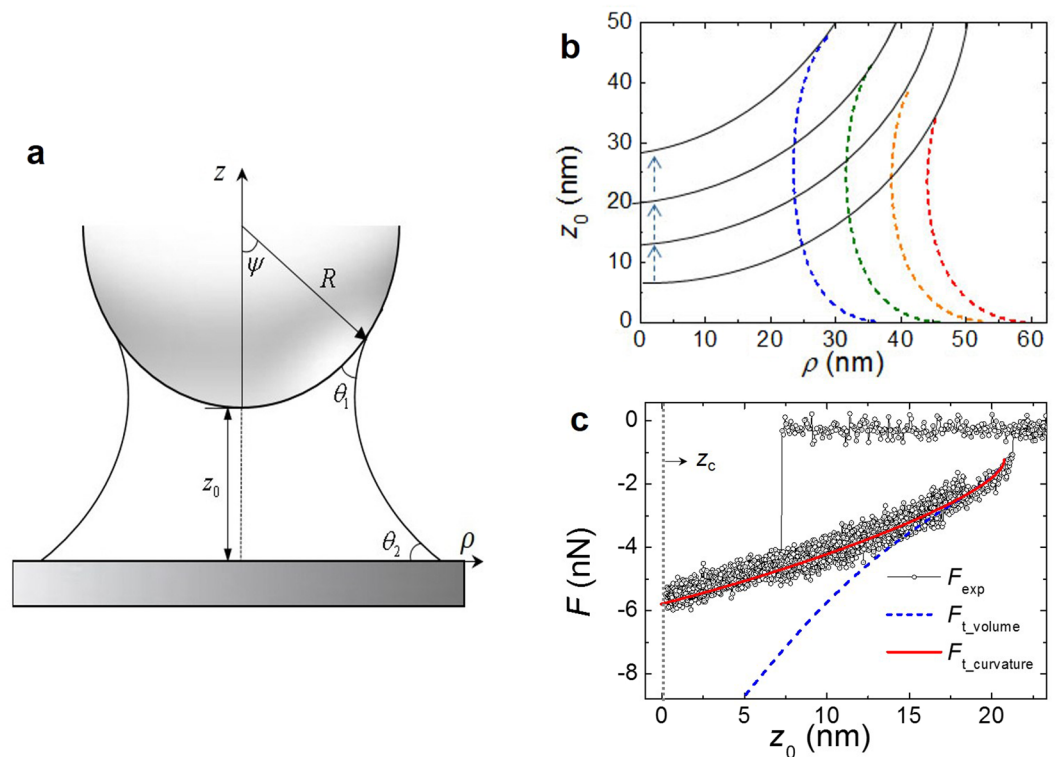 a
z
ψ
R
θ1
z0
θ2
ρ
b
50
40
30
20
10
0
z0 (nm)
0 10 20 30 40 50 60
ρ (nm)
c
0
-2
-4
-6
-8
F (nN)
zc
Fexp
Ft_volume
Ft_curvature
0 5 10 15 20
z0 (nm)